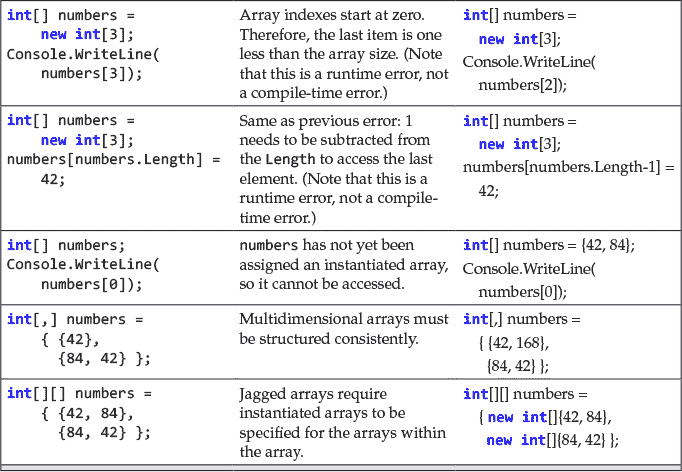 int[] numbers =
new int[3];
Console.WriteLine(
numbers[3]);
Array indexes start at zero.
Therefore, the last item is one
less than the array size. (Note
that this is a runtime error, not
a compile-time error.)
int[] numbers =
new int[3];
Console.WriteLine(
numbers[2]);
int[] numbers =
new int[3];
numbers[numbers.Length] =
42;
Same as previous error: 1
needs to be subtracted from
the Length to access the last
element. (Note that this is a
runtime error, not a compile-
time error.)
int[] numbers =
new int[3];
numbers[numbers.Length-1] =
42;
int[] numbers;
Console.WriteLine(
numbers[0]);
numbers has not yet been
assigned an instantiated array,
so it cannot be accessed.
int[] numbers = {42, 84};
Console.WriteLine(
numbers[0]);
int[,] numbers =
{ {42},
{84, 42} };
Multidimensional arrays must
be structured consistently.
int[,] numbers =
{ {42, 168},
{84, 42} };
int[][] numbers =
{ {42, 84},
{84, 42} };
Jagged arrays require
instantiated arrays to be
specified for the arrays within
the array.
int[][] numbers =
{ new int[]{42, 84},
new int[]{84, 42} };